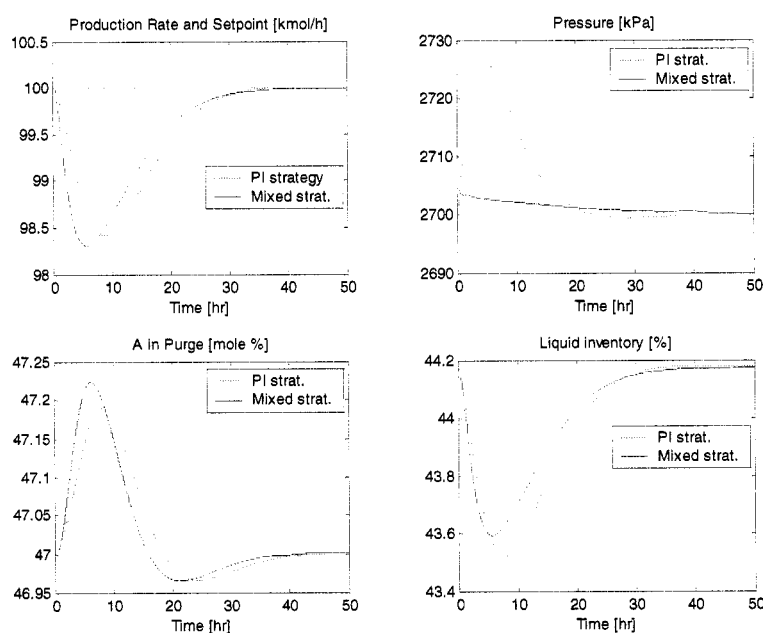 Production Rate and Setpoint [kmol/h]
100.5
100
99.5
99
98.5
98
PI strategy
Mixed strat.
0 10 20 30 40 50
Time [hr]
Pressure [kPa]
2730
2720
2710
2700
2690
PI strat.
Mixed strat.
0 10 20 30 40 50
Time [hr]
A in Purge [mole %]
47.25
47.2
47.15
47.1
47.05
47
46.95
PI strat.
Mixed strat.
0 10 20 30 40 50
Time [hr]
Liquid inventory [%]
44.2
44
43.8
43.6
43.4
PI strat.
Mixed strat.
0 10 20 30 40 50
Time [hr]